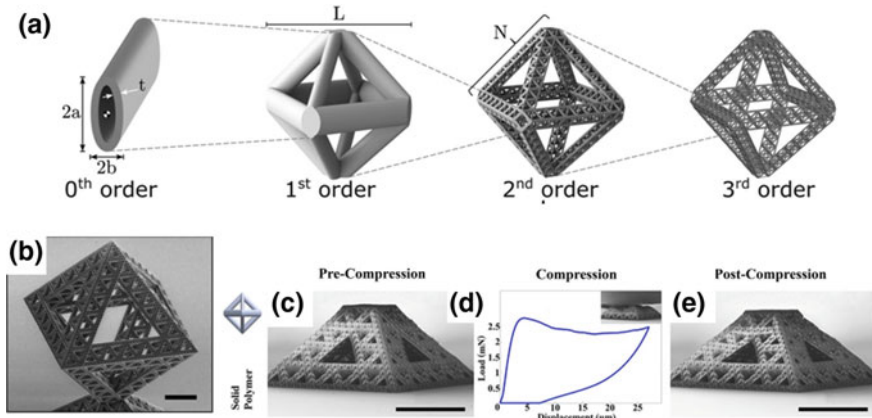 (a)
L
N
t
2a
2b
0th order
1st order
2nd order
3rd order
(b)
Solid
Polymer
Pre-Compression
(c)
Compression
(d)
Load (mN)
2.5
2
1.5
1
0.5
0 5 10 15 20 25
Displacement (µm)
Post-Compression
(e)